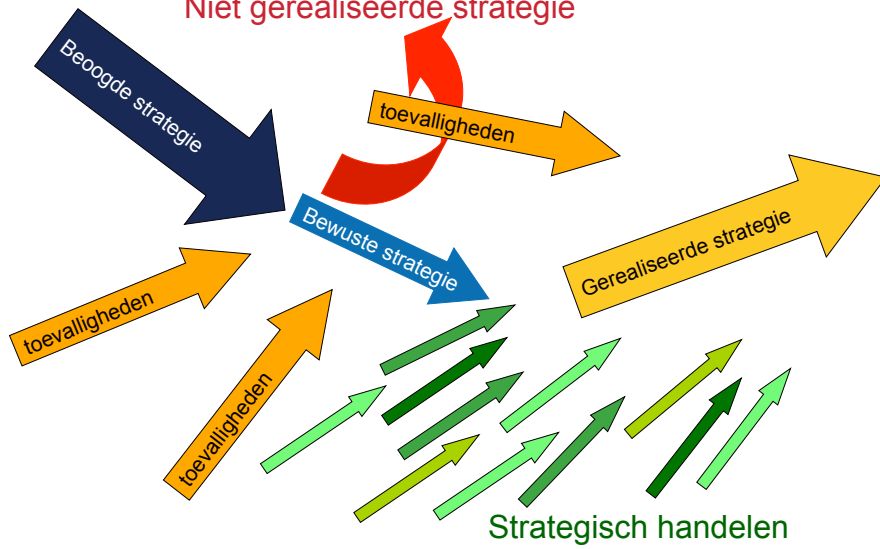 Niet gerealiseerde strategie
Beoogde strategie
toevalligheden
Bewuste strategie
Gerealiseerde strategie
toevalligheden
toevalligheden
Strategisch handelen